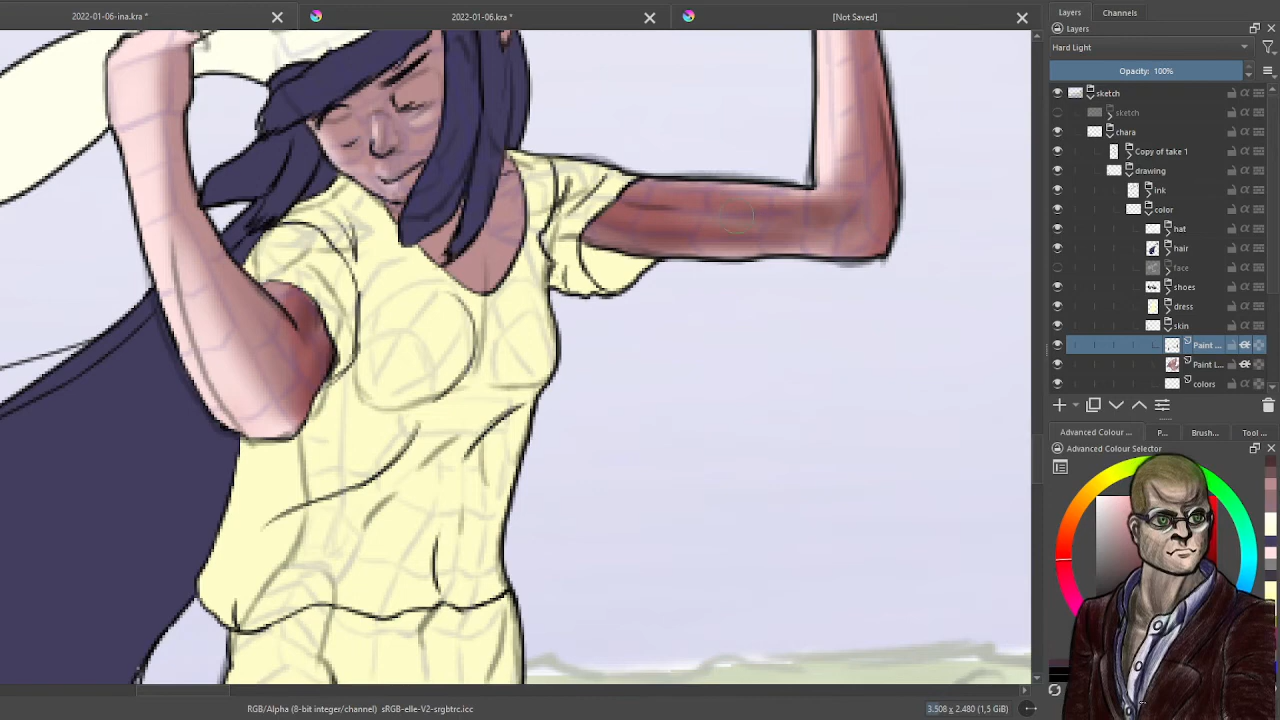 2022-01-06-ina.kra *
2022-01-06.kra *
[Not Saved]
Layers
Channels
Layers
Hard Light
Opacity: 100%
sketch
sketch
chara
Copy of take 1
drawing
ink
color
hat
hair
face
shoes
dress
skin
Paint ...
Paint L...
colors
Advanced Colour ...
P...
Brush...
Tool ...
Advanced Colour Selector
RGB/Alpha (8-bit integer/channel) sRGB-elle-V2-srgbtrc.icc
3.508 x 2.480 (1,5 GiB)